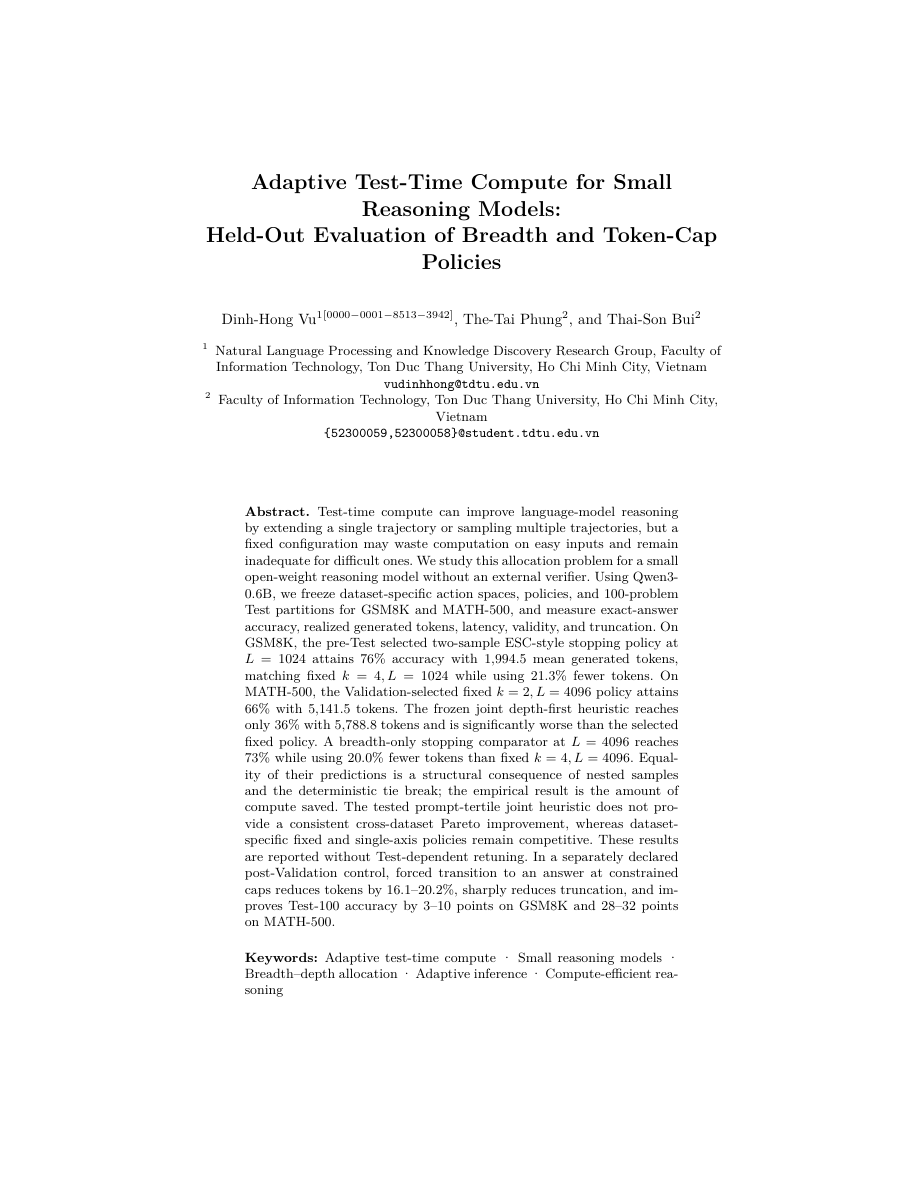 Adaptive Test-Time Compute for Small
Reasoning Models:
Held-Out Evaluation of Breadth and Token-Cap
Policies
Dinh-Hong Vu1[0000−0001−8513−3942], The-Tai Phung2, and Thai-Son Bui2
1 Natural Language Processing and Knowledge Discovery Research Group, Faculty of
Information Technology, Ton Duc Thang University, Ho Chi Minh City, Vietnam
vudinhhong@tdtu.edu.vn
2 Faculty of Information Technology, Ton Duc Thang University, Ho Chi Minh City,
Vietnam
{52300059,52300058}@student.tdtu.edu.vn
Abstract. Test-time compute can improve language-model reasoning
by extending a single trajectory or sampling multiple trajectories, but a
fixed configuration may waste computation on easy inputs and remain
inadequate for difficult ones. We study this allocation problem for a small
open-weight reasoning model without an external verifier. Using Qwen3-
0.6B, we freeze dataset-specific action spaces, policies, and 100-problem
Test partitions for GSM8K and MATH-500, and measure exact-answer
accuracy, realized generated tokens, latency, validity, and truncation. On
GSM8K, the pre-Test selected two-sample ESC-style stopping policy at
L = 1024 attains 76% accuracy with 1,994.5 mean generated tokens,
matching fixed k = 4, L = 1024 while using 21.3% fewer tokens. On
MATH-500, the Validation-selected fixed k = 2, L = 4096 policy attains
66% with 5,141.5 tokens. The frozen joint depth-first heuristic reaches
only 36% with 5,788.8 tokens and is significantly worse than the selected
fixed policy. A breadth-only stopping comparator at L = 4096 reaches
73% while using 20.0% fewer tokens than fixed k = 4, L = 4096. Equal-
ity of their predictions is a structural consequence of nested samples
and the deterministic tie break; the empirical result is the amount of
compute saved. The tested prompt-tertile joint heuristic does not pro-
vide a consistent cross-dataset Pareto improvement, whereas dataset-
specific fixed and single-axis policies remain competitive. These results
are reported without Test-dependent retuning. In a separately declared
post-Validation control, forced transition to an answer at constrained
caps reduces tokens by 16.1–20.2%, sharply reduces truncation, and im-
proves Test-100 accuracy by 3–10 points on GSM8K and 28–32 points
on MATH-500.
Keywords: Adaptive test-time compute · Small reasoning models ·
Breadth–depth allocation · Adaptive inference · Compute-efficient rea-
soning